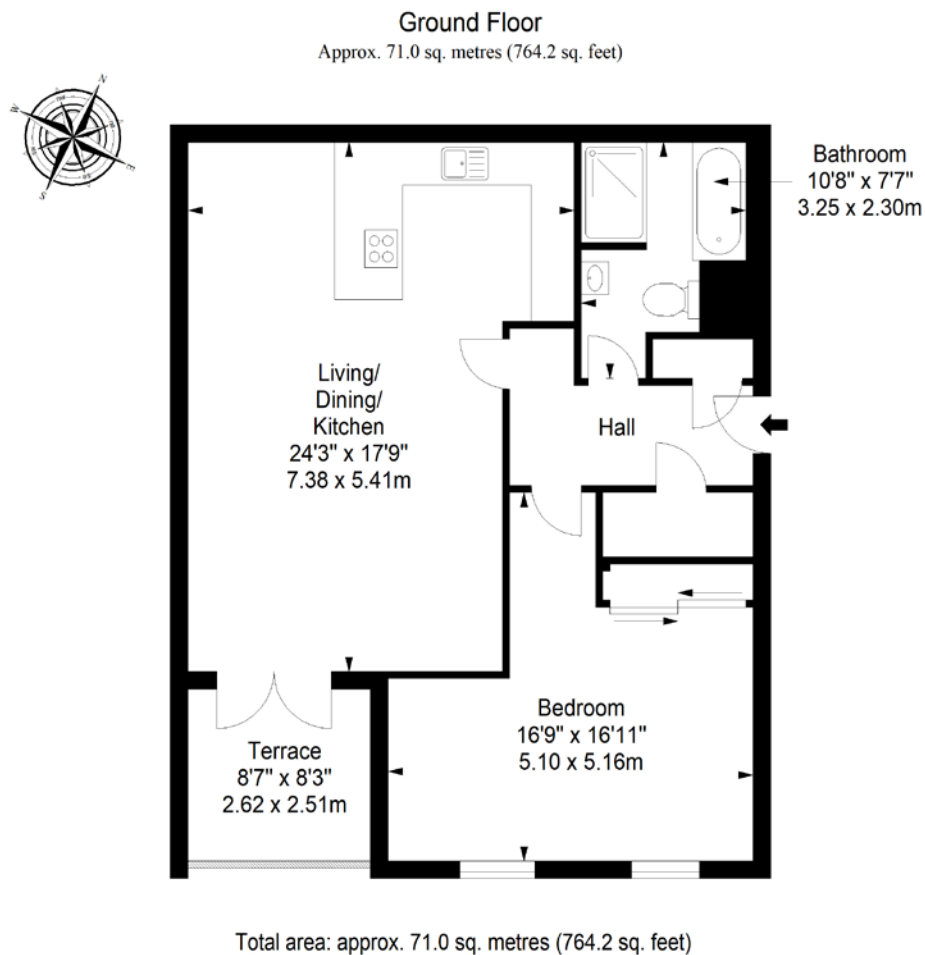 Ground Floor
Approx. 71.0 sq. metres (764.2 sq. feet)
N
W
E
S
Bathroom
10'8" x 7'7"
3.25 x 2.30m
Living/
Dining/
Kitchen
24'3" x 17'9"
7.38 x 5.41m
Hall
Bedroom
16'9" x 16'11"
5.10 x 5.16m
Terrace
8'7" x 8'3"
2.62 x 2.51m
Total area: approx. 71.0 sq. metres (764.2 sq. feet)